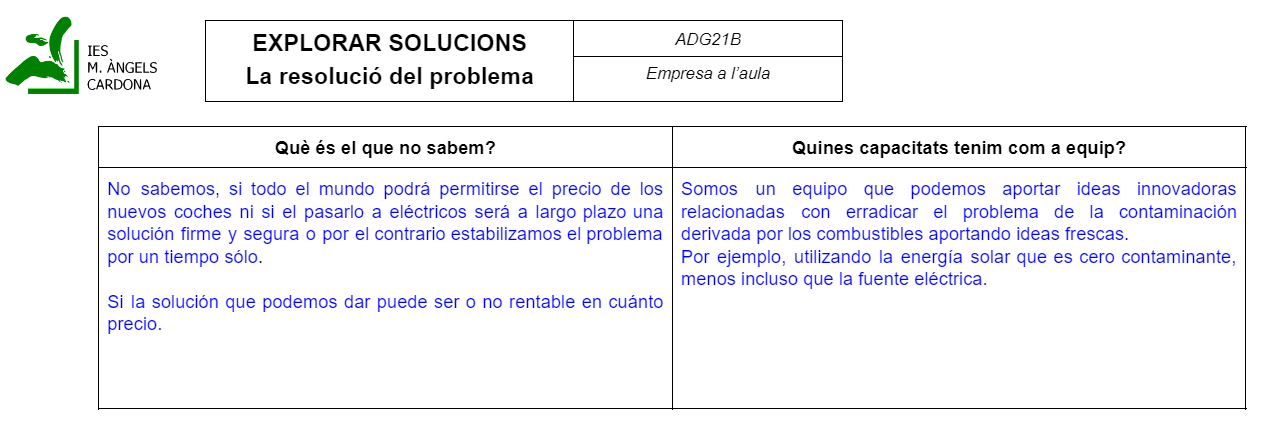 IES
M. ÀNGELS
CARDONA
EXPLORAR SOLUCIONS
La resolució del problema
ADG21B
Empresa a l'aula
Què és el que no sabem?
No sabemos, si todo el mundo podrá permitirse el precio de los
nuevos coches ni si el pasarlo a eléctricos será a largo plazo una
solución firme y segura o por el contrario estabilizamos el problema
por un tiempo sólo.
Si la solución que podemos dar puede ser o no rentable en cuánto
precio.
Quines capacitats tenim com a equip?
Somos un equipo que podemos aportar ideas innovadoras
relacionadas con erradicar el problema de la contaminación
derivada por los combustibles aportando ideas frescas.
Por ejemplo, utilizando la energía solar que es cero contaminante,
menos incluso que la fuente eléctrica.